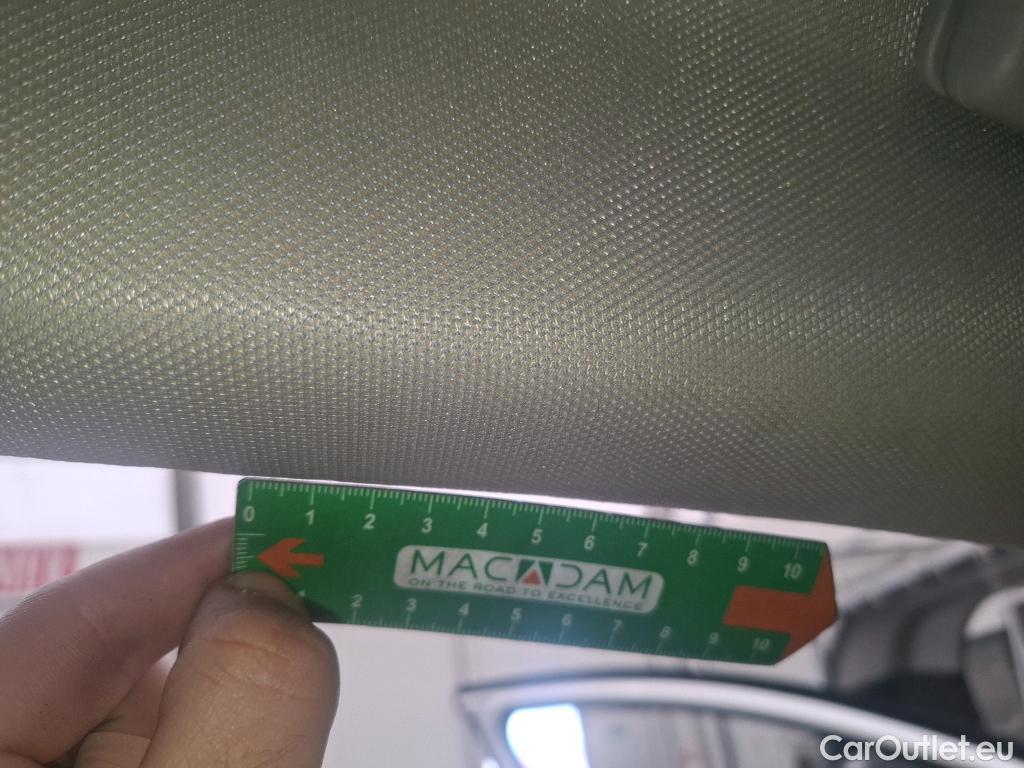 0 1 2 3 4 5 6 7 8 9 10
MACADAM
ON THE ROAD TO EXCELLENCE
1 2 3 4 5 6 7 8 9 10
CarOutlet.eu